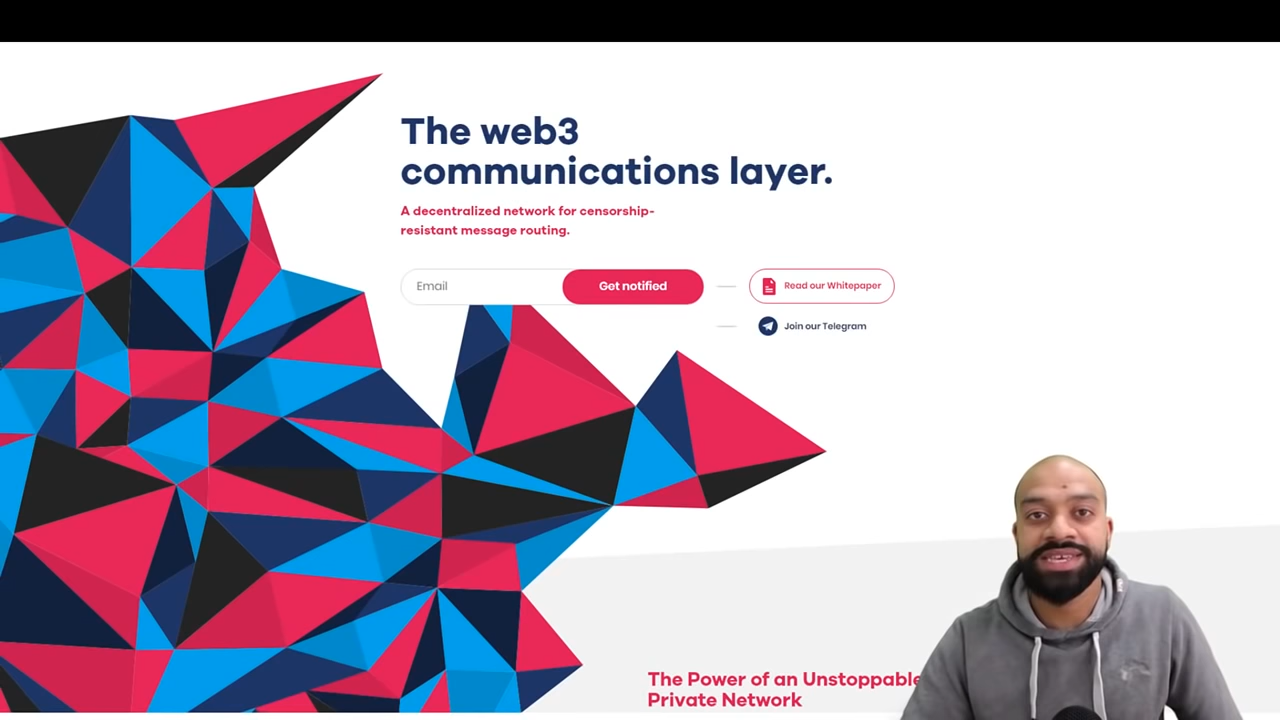 The web3
communications layer.
A decentralized network for censorship-
resistant message routing.
Email
Get notified
Read our Whitepaper
Join our Telegram
The Power of an Unstoppable
Private Network